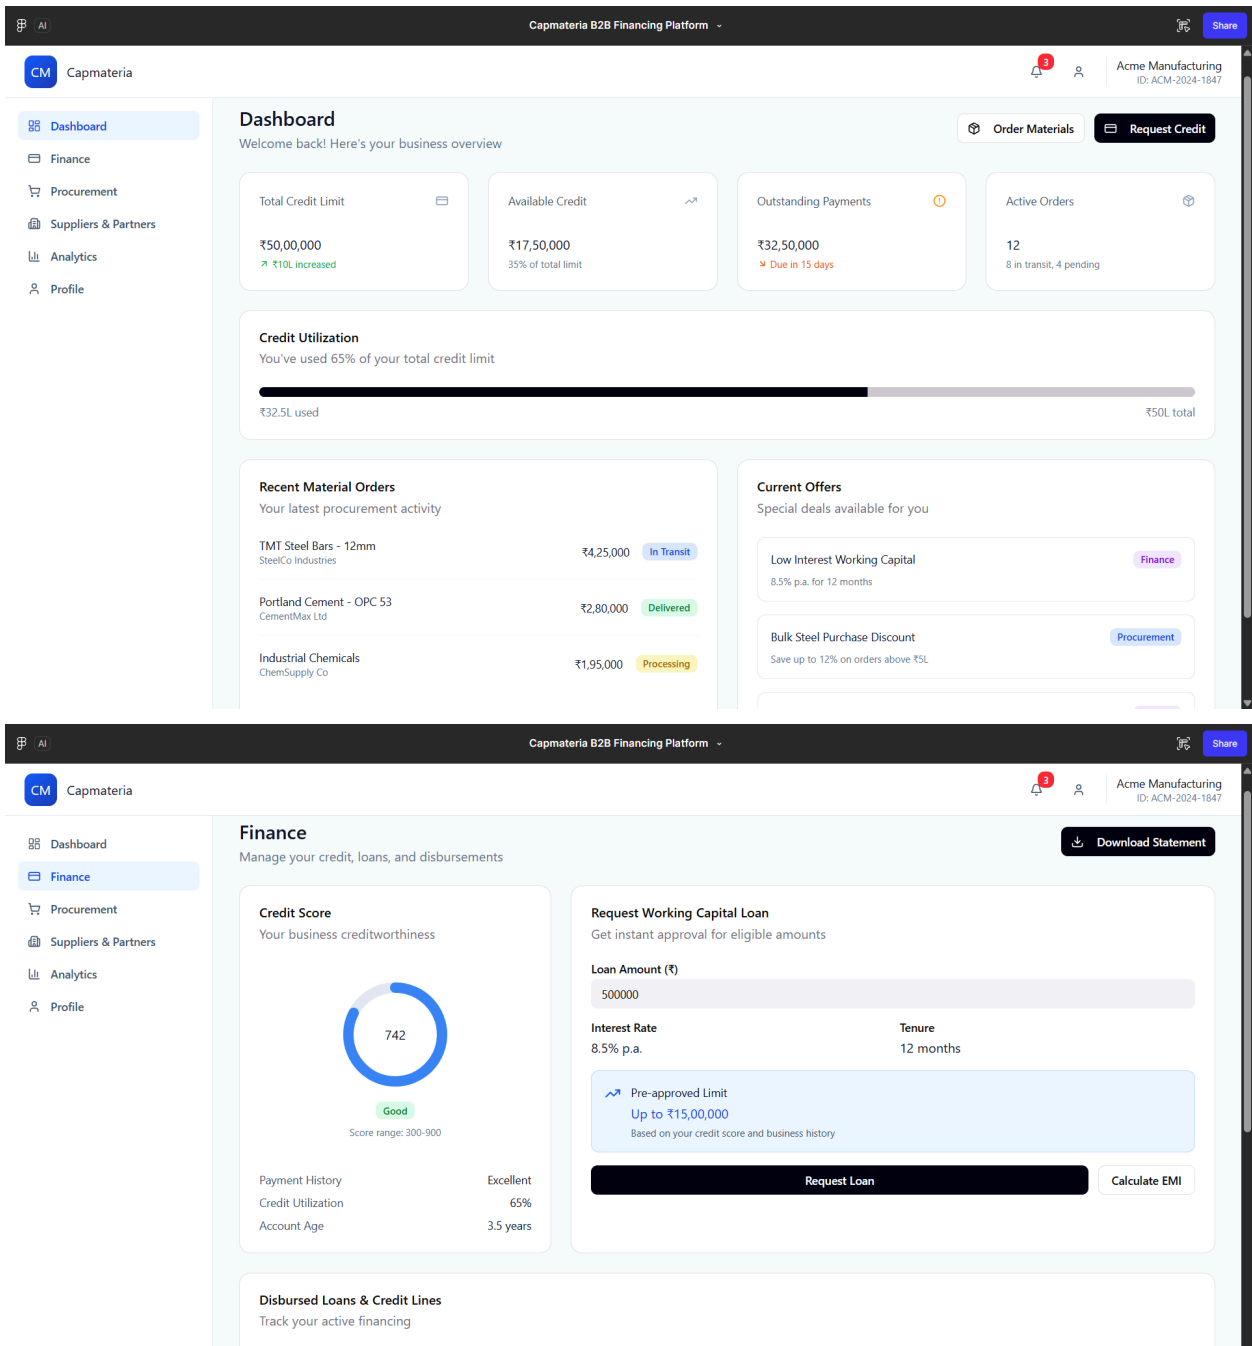 AI
Capmateria B2B Financing Platform
Share
CM
Capmateria
3
Acme Manufacturing
ID: ACM-2024-1847
Dashboard
Finance
Procurement
Suppliers & Partners
Analytics
Profile
Dashboard
Welcome back! Here's your business overview
Order Materials
Request Credit
Total Credit Limit
₹50,00,000
₹10L increased
Available Credit
₹17,50,000
35% of total limit
Outstanding Payments
₹32,50,000
Due in 15 days
Active Orders
12
8 in transit, 4 pending
Credit Utilization
You've used 65% of your total credit limit
₹32.5L used
₹50L total
Recent Material Orders
Your latest procurement activity
TMT Steel Bars - 12mm
SteelCo Industries
₹4,25,000
In Transit
Portland Cement - OPC 53
CementMax Ltd
₹2,80,000
Delivered
Industrial Chemicals
ChemSupply Co
₹1,95,000
Processing
Current Offers
Special deals available for you
Low Interest Working Capital
Finance
8.5% p.a. for 12 months
Bulk Steel Purchase Discount
Procurement
Save up to 12% on orders above ₹5L
AI
Capmateria B2B Financing Platform
Share
CM
Capmateria
3
Acme Manufacturing
ID: ACM-2024-1847
Dashboard
Finance
Procurement
Suppliers & Partners
Analytics
Profile
Finance
Manage your credit, loans, and disbursements
Download Statement
Credit Score
Your business creditworthiness
742
Good
Score range: 300-900
Payment History
Excellent
Credit Utilization
65%
Account Age
3.5 years
Request Working Capital Loan
Get instant approval for eligible amounts
Loan Amount (₹)
500000
Interest Rate
8.5% p.a.
Tenure
12 months
Pre-approved Limit
Up to ₹15,00,000
Based on your credit score and business history
Request Loan
Calculate EMI
Disbursed Loans & Credit Lines
Track your active financing